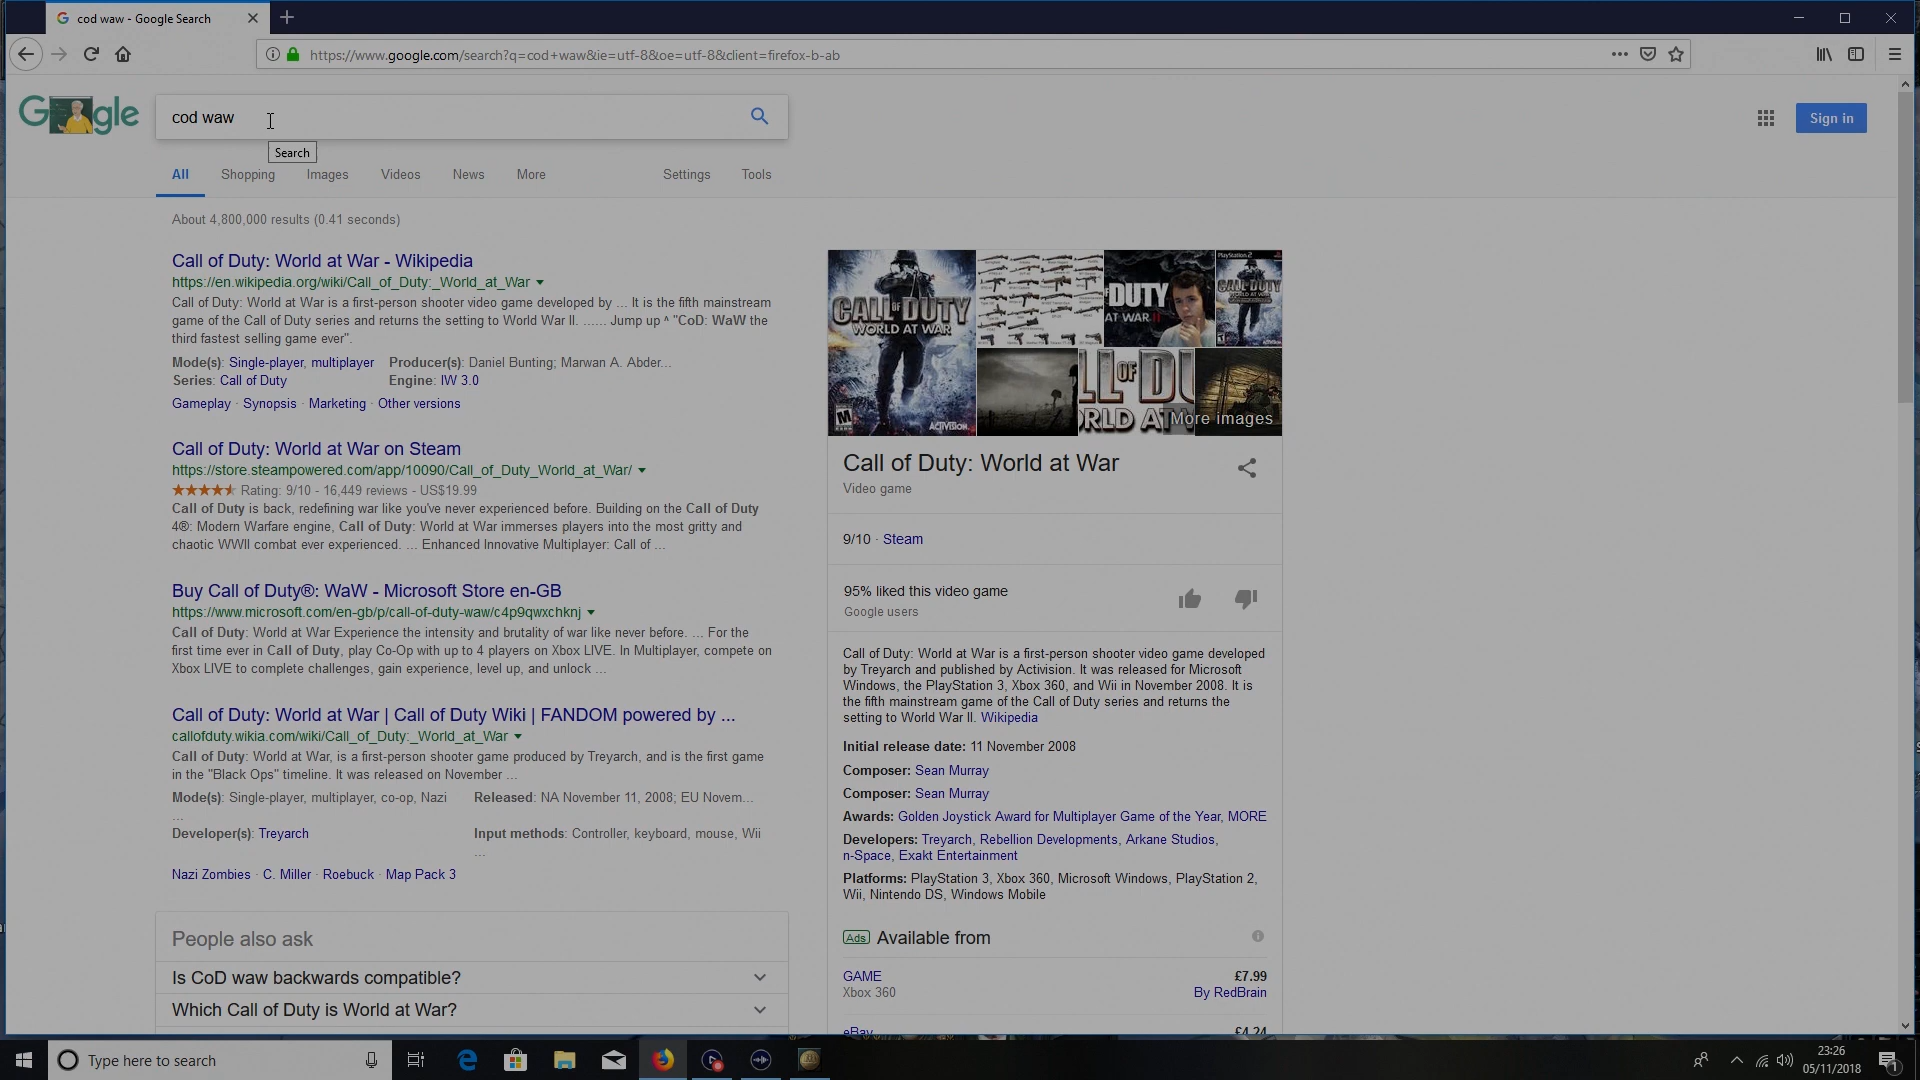 cod waw - Google Search
https://www.google.com/search?q=cod+waw&ie=utf-8&oe=utf-8&client=firefox-b-ab
Google
cod waw
Sign in
Search
All Shopping Images Videos News More Settings Tools
About 4,800,000 results (0.41 seconds)
Call of Duty: World at War - Wikipedia
https://en.wikipedia.org/wiki/Call_of_Duty:_World_at_War
Call of Duty: World at War is a first-person shooter video game developed by ... It is the fifth mainstream
game of the Call of Duty series and returns the setting to World War II. ...... Jump up ^ "CoD: WaW the
third fastest selling game ever".
Mode(s): Single-player, multiplayer Producer(s): Daniel Bunting; Marwan A. Abder...
Series: Call of Duty Engine: IW 3.0
Gameplay · Synopsis · Marketing · Other versions
Call of Duty: World at War on Steam
https://store.steampowered.com/app/10090/Call_of_Duty_World_at_War/
Rating: 9/10 - 16,449 reviews - US$19.99
Call of Duty is back, redefining war like you've never experienced before. Building on the Call of Duty
4®: Modern Warfare engine, Call of Duty: World at War immerses players into the most gritty and
chaotic WWII combat ever experienced. ... Enhanced Innovative Multiplayer: Call of ...
Buy Call of Duty®: WaW - Microsoft Store en-GB
https://www.microsoft.com/en-gb/p/call-of-duty-waw/c4p9qwxchknj
Call of Duty: World at War Experience the intensity and brutality of war like never before. ... For the
first time ever in Call of Duty, play Co-Op with up to 4 players on Xbox LIVE. In Multiplayer, compete on
Xbox LIVE to complete challenges, gain experience, level up, and unlock ...
Call of Duty: World at War | Call of Duty Wiki | FANDOM powered by ...
callofduty.wikia.com/wiki/Call_of_Duty:_World_at_War
Call of Duty: World at War, is a first-person shooter game produced by Treyarch, and is the first game
in the "Black Ops" timeline. It was released on November ...
Mode(s): Single-player, multiplayer, co-op, Nazi Released: NA November 11, 2008; EU Novem...
...
Developer(s): Treyarch Input methods: Controller, keyboard, mouse, Wii
...
Nazi Zombies · C. Miller · Roebuck · Map Pack 3
People also ask
Is CoD waw backwards compatible?
Which Call of Duty is World at War?
CALL OF DUTY
WORLD AT WAR
M
ACTIVISION
DUTY
AT WAR II
PlayStation 2
CALL OF DUTY
LL OF DU
ORLD AT W
More images
Call of Duty: World at War
Video game
9/10 · Steam
95% liked this video game
Google users
Call of Duty: World at War is a first-person shooter video game developed
by Treyarch and published by Activision. It was released for Microsoft
Windows, the PlayStation 3, Xbox 360, and Wii in November 2008. It is
the fifth mainstream game of the Call of Duty series and returns the
setting to World War II. Wikipedia
Initial release date: 11 November 2008
Composer: Sean Murray
Composer: Sean Murray
Awards: Golden Joystick Award for Multiplayer Game of the Year, MORE
Developers: Treyarch, Rebellion Developments, Arkane Studios,
n-Space, Exakt Entertainment
Platforms: PlayStation 3, Xbox 360, Microsoft Windows, PlayStation 2,
Wii, Nintendo DS, Windows Mobile
Ads Available from
GAME £7.99
Xbox 360 By RedBrain
eBay £4.24
Type here to search
23:26
05/11/2018
1